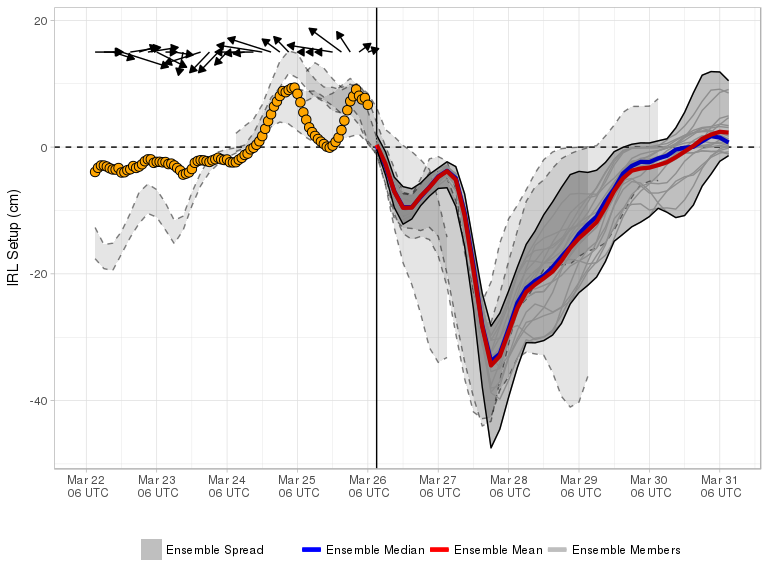 20
0
-20
-40
IRL Setup (cm)
Mar 22 Mar 23 Mar 24 Mar 25 Mar 26 Mar 27 Mar 28 Mar 29 Mar 30 Mar 31
06 UTC 06 UTC 06 UTC 06 UTC 06 UTC 06 UTC 06 UTC 06 UTC 06 UTC 06 UTC
Ensemble Spread Ensemble Median Ensemble Mean Ensemble Members